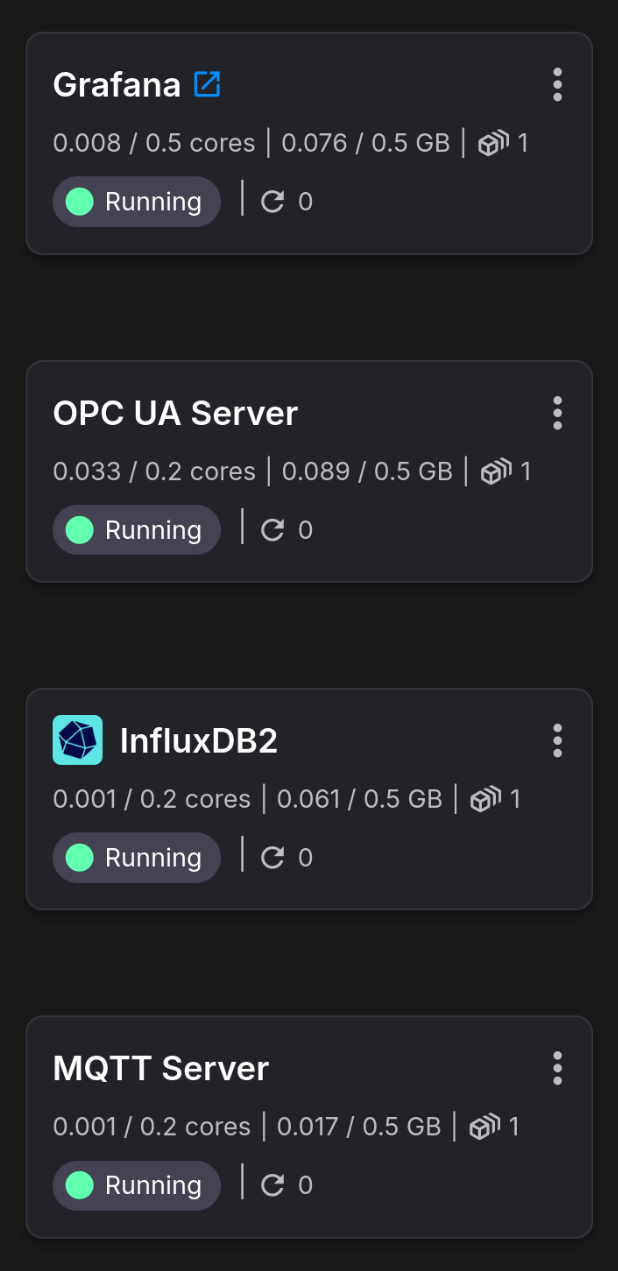 Grafana
0.008 / 0.5 cores | 0.076 / 0.5 GB | 1
Running | 0
OPC UA Server
0.033 / 0.2 cores | 0.089 / 0.5 GB | 1
Running | 0
InfluxDB2
0.001 / 0.2 cores | 0.061 / 0.5 GB | 1
Running | 0
MQTT Server
0.001 / 0.2 cores | 0.017 / 0.5 GB | 1
Running | 0